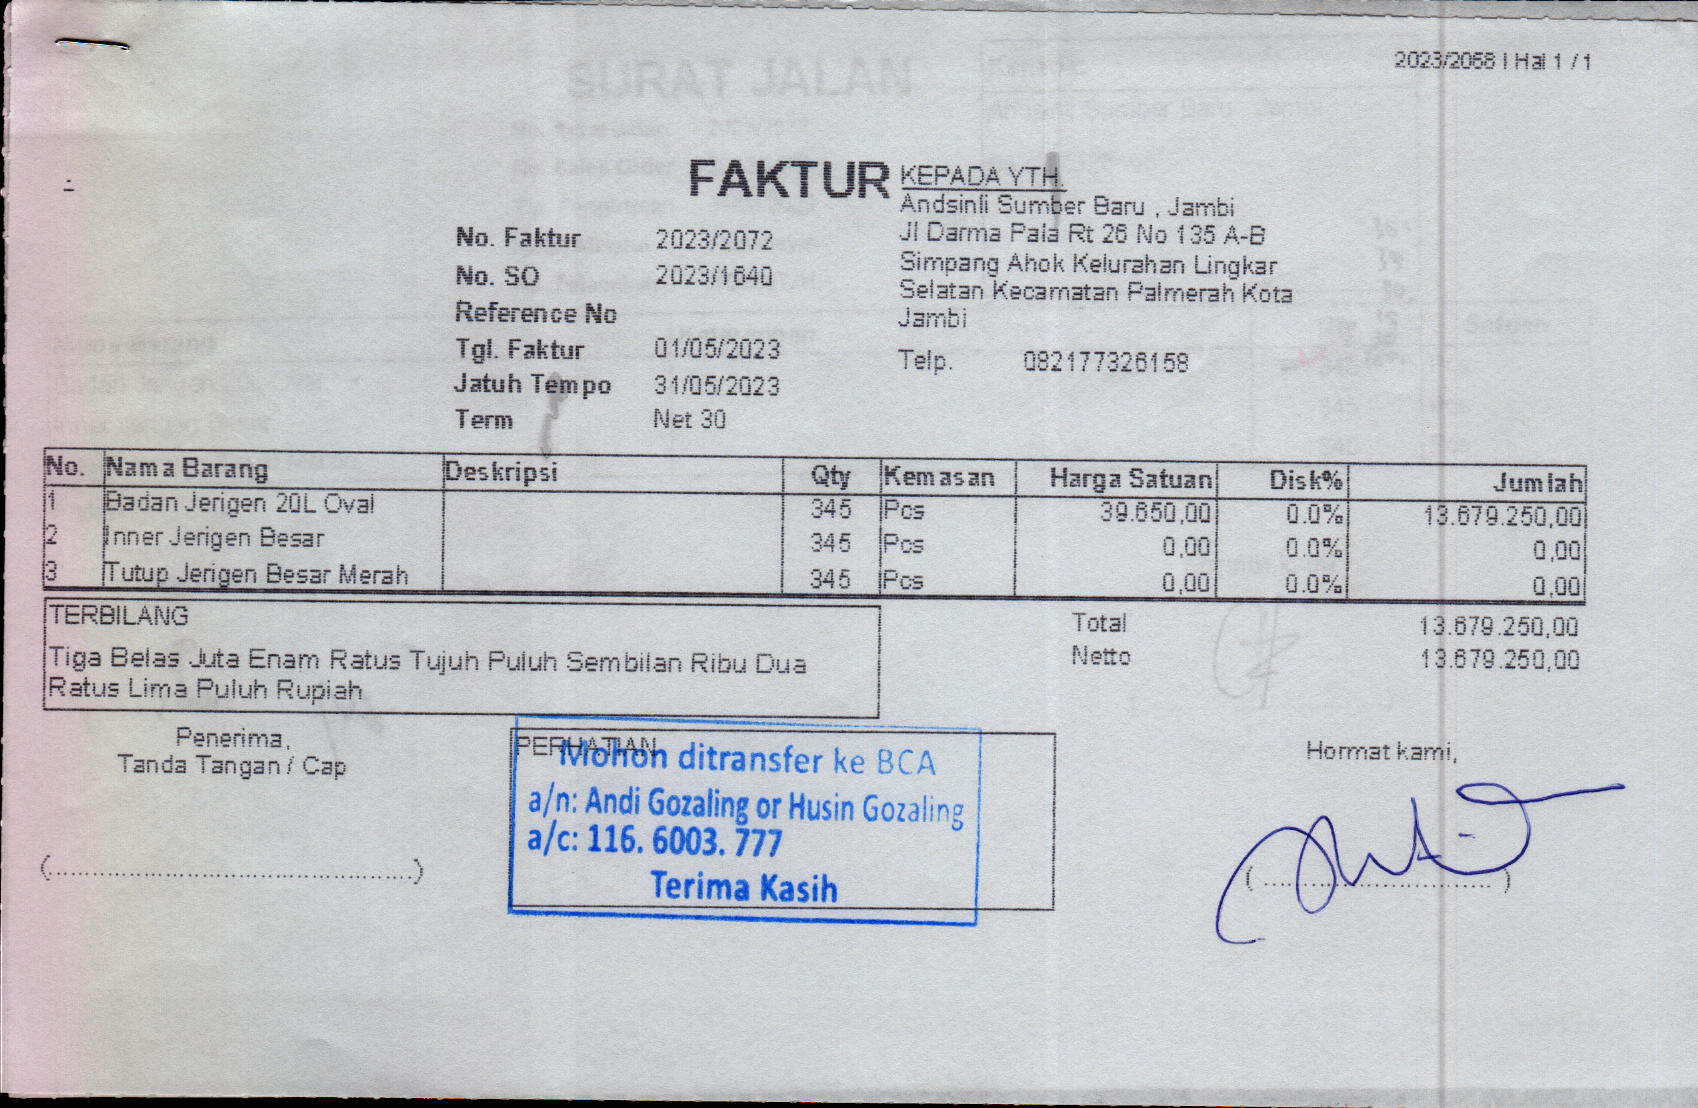 2023/2068 | Hal 1 / 1
FAKTUR
KEPADA YTH.
Andsinli Sumber Baru , Jambi
Jl Darma Pala Rt 26 No 135 A-B
Simpang Ahok Kelurahan Lingkar
Selatan Kecamatan Palmerah Kota
Jambi
Telp. 082177326158
No. Faktur 2023/2072
No. SO 2023/1640
Reference No
Tgl. Faktur 01/05/2023
Jatuh Tempo 31/05/2023
Term Net 30
No. Nama Barang Deskripsi Qty Kemasan Harga Satuan Disk% Jumlah
1 Badan Jerigen 20L Oval 345 Pcs 39.650,00 0.0% 13.679.250,00
2 Inner Jerigen Besar 345 Pcs 0,00 0.0% 0,00
3 Tutup Jerigen Besar Merah 345 Pcs 0,00 0.0% 0,00
TERBILANG
Tiga Belas Juta Enam Ratus Tujuh Puluh Sembilan Ribu Dua
Ratus Lima Puluh Rupiah
Total 13.679.250,00
Netto 13.679.250,00
Penerima,
Tanda Tangan / Cap
PERHATIAN
Mohon ditransfer ke BCA
a/n: Andi Gozaling or Husin Gozaling
a/c: 116. 6003. 777
Terima Kasih
Hormat kami,
SURAT JALAN